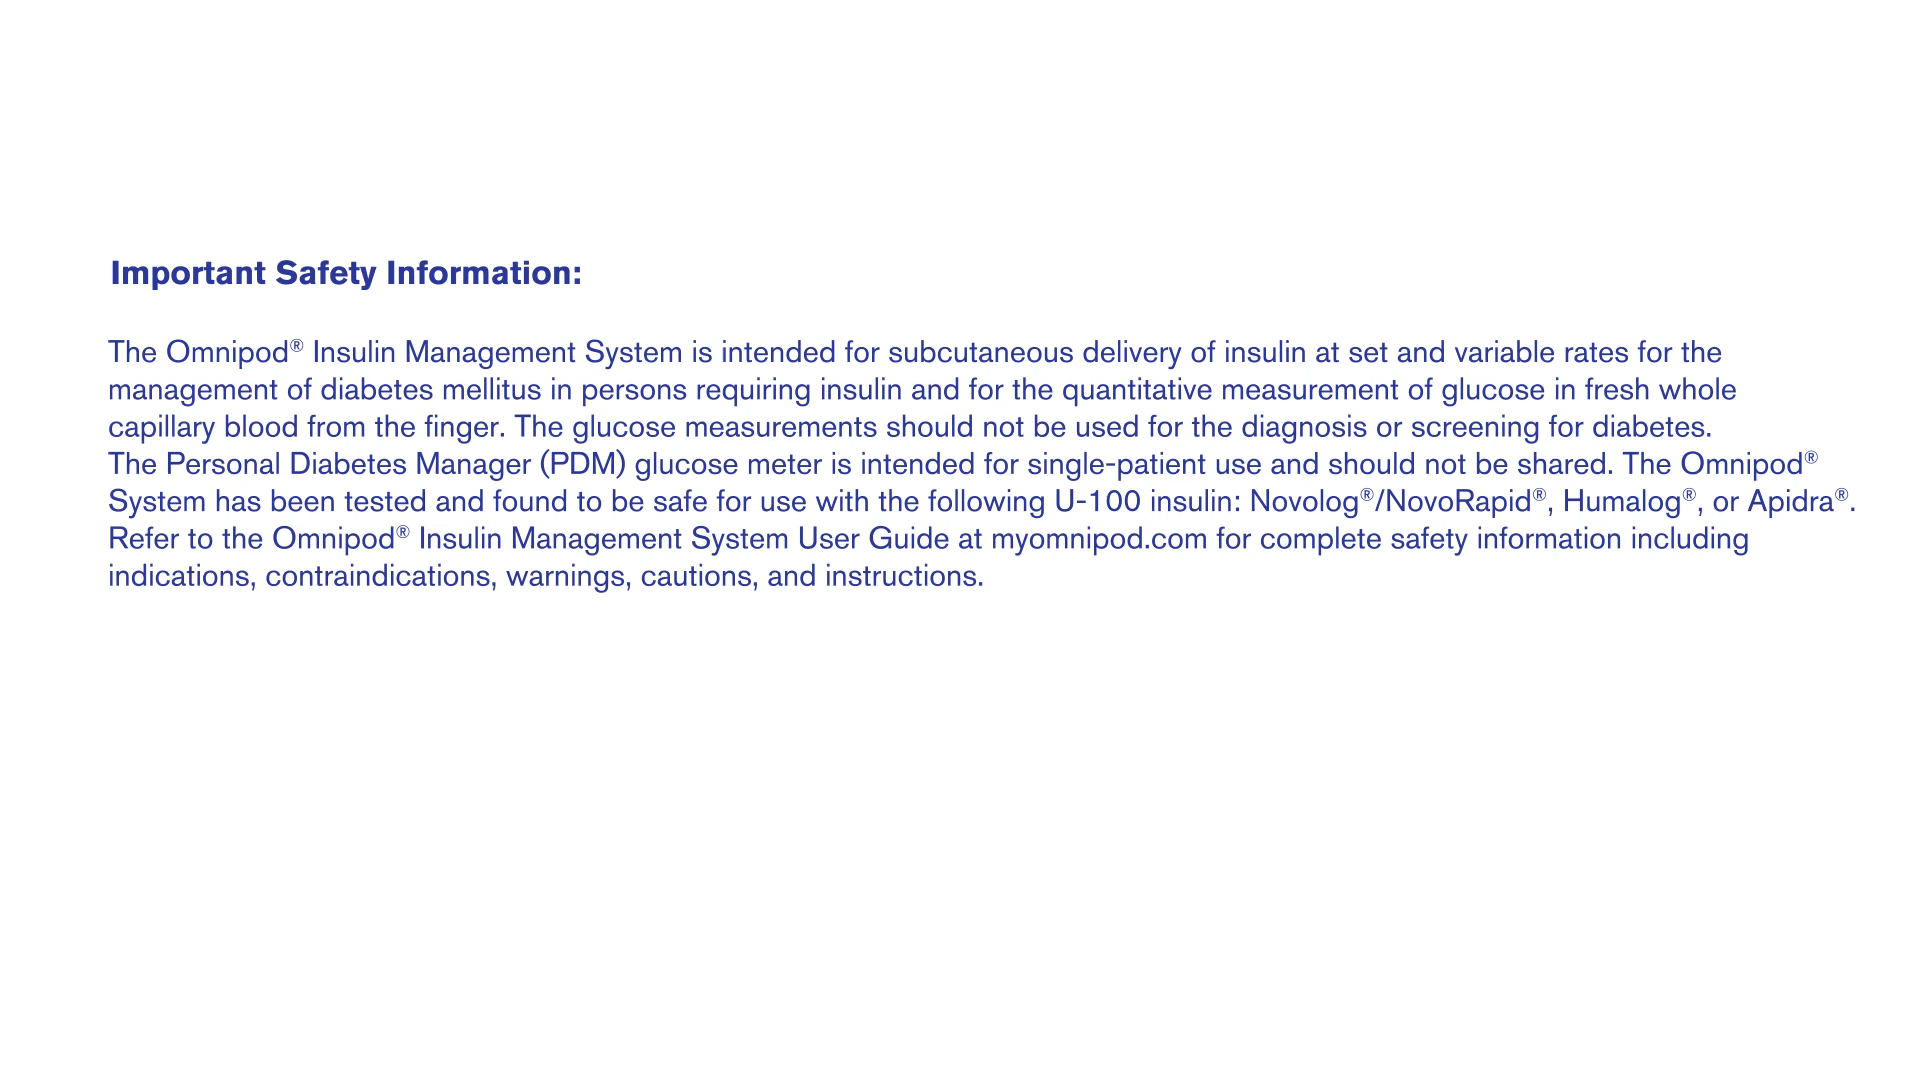 Important Safety Information:
The Omnipod® Insulin Management System is intended for subcutaneous delivery of insulin at set and variable rates for the
management of diabetes mellitus in persons requiring insulin and for the quantitative measurement of glucose in fresh whole
capillary blood from the finger. The glucose measurements should not be used for the diagnosis or screening for diabetes.
The Personal Diabetes Manager (PDM) glucose meter is intended for single-patient use and should not be shared. The Omnipod®
System has been tested and found to be safe for use with the following U-100 insulin: Novolog®/NovoRapid®, Humalog®, or Apidra®.
Refer to the Omnipod® Insulin Management System User Guide at myomnipod.com for complete safety information including
indications, contraindications, warnings, cautions, and instructions.